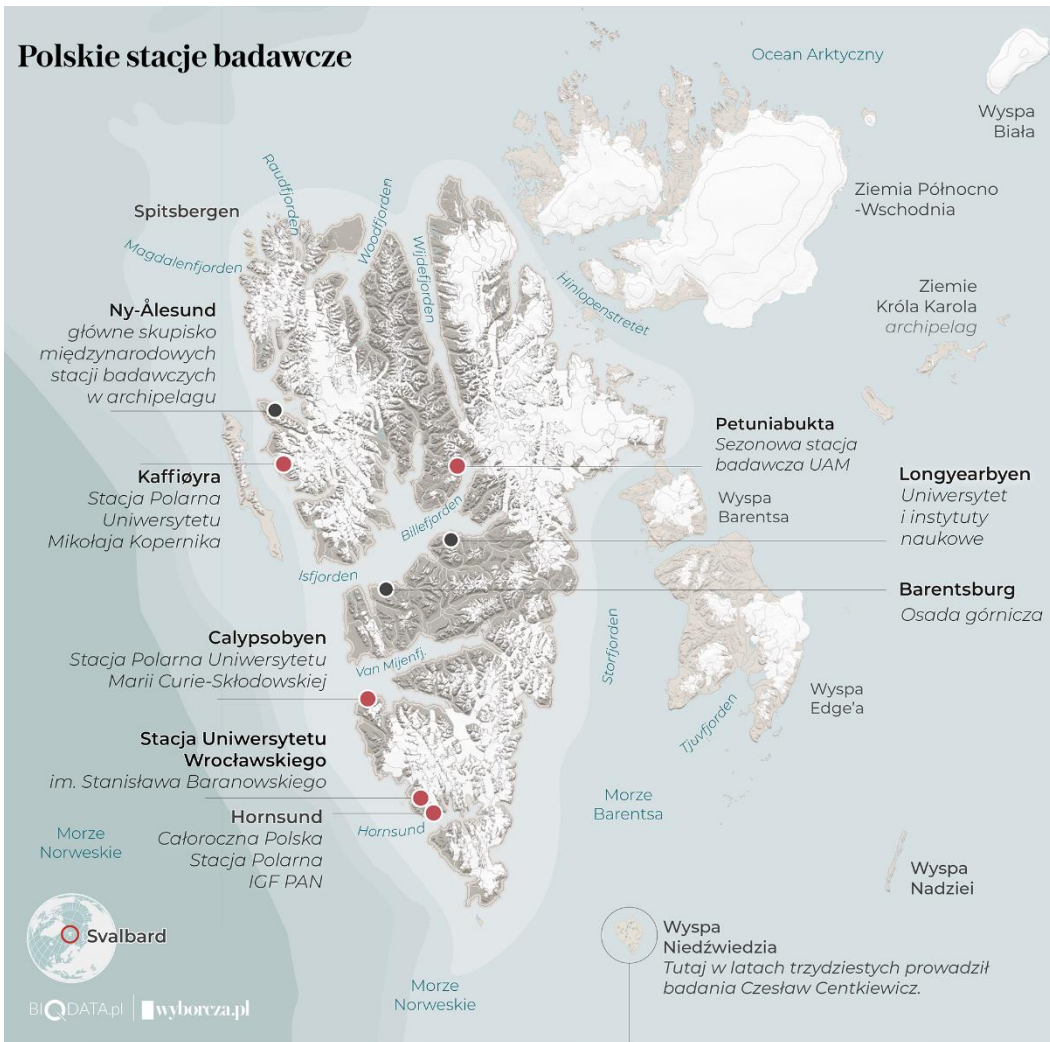 Polskie stacje badawcze
Ocean Arktyczny
Wyspa
Biała
Ziemia Północno
-Wschodnia
Raudfjorden
Woodfjorden
Wijdefjorden
Spitsbergen
Magdalenfjorden
Hinlopenstretet
Ziemie
Króla Karola
archipelag
Ny-Ålesund
główne skupisko
międzynarodowych
stacji badawczych
w archipelagu
Petuniabukta
Sezonowa stacja
badawcza UAM
Kaffiøyra
Stacja Polarna
Uniwersytetu
Mikołaja Kopernika
Longyearbyen
Uniwersytet
i instytuty
naukowe
Wyspa
Barentsa
Billefjorden
Isfjorden
Barentsburg
Osada górnicza
Calypsobyen
Stacja Polarna Uniwersytetu
Marii Curie-Skłodowskiej
Van Mijenfj.
Storfjorden
Wyspa
Edge'a
Tjuvfjorden
Stacja Uniwersytetu
Wrocławskiego
im. Stanisława Baranowskiego
Hornsund
Całoroczna Polska
Stacja Polarna
IGF PAN
Hornsund
Morze
Barentsa
Morze
Norweskie
Wyspa
Nadziei
Svalbard
Wyspa
Niedźwiedzia
Tutaj w latach trzydziestych prowadził
badania Czesław Centkiewicz.
Morze
Norweskie
BIQDATA.pl
wyborcza.pl